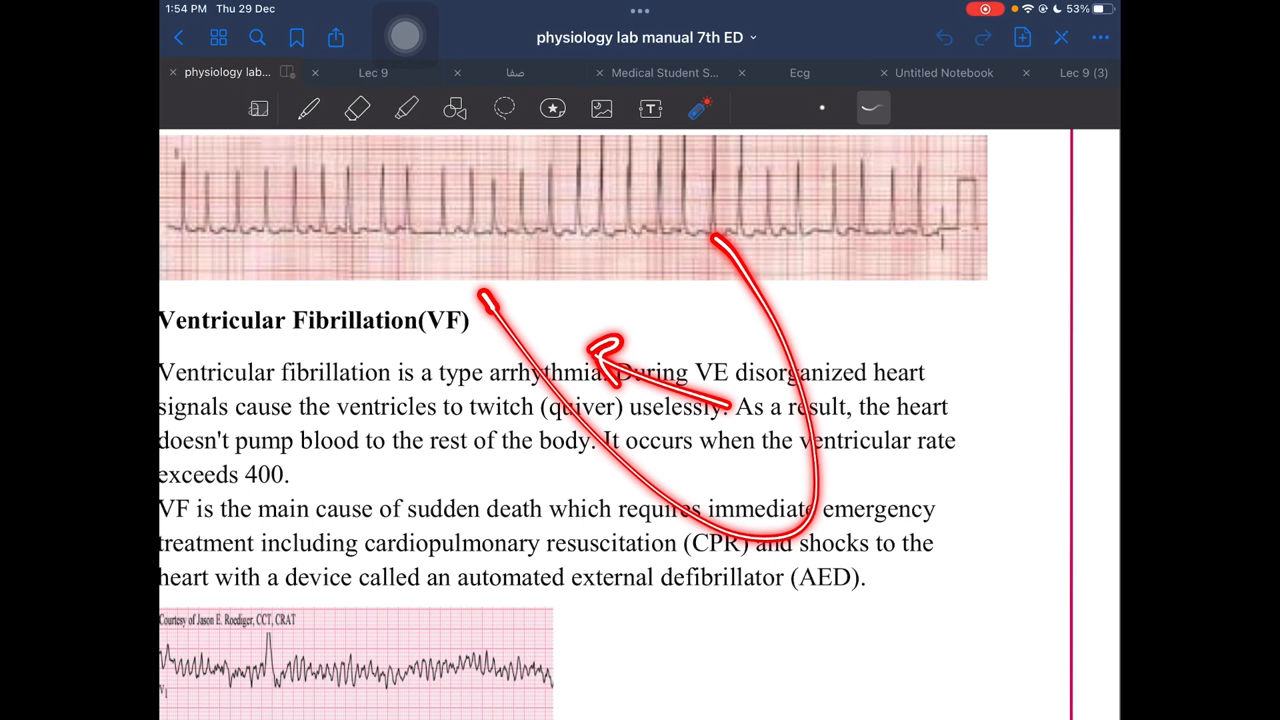 1:54 PM Thu 29 Dec
53%
physiology lab manual 7th ED
physiology lab...
Lec 9
صفا
Medical Student S...
Ecg
Untitled Notebook
Lec 9 (3)
T
Ventricular Fibrillation(VF)
Ventricular fibrillation is a type arrhythmia. During VE disorganized heart
signals cause the ventricles to twitch (quiver) uselessly. As a result, the heart
doesn't pump blood to the rest of the body. It occurs when the ventricular rate
exceeds 400.
VF is the main cause of sudden death which requires immediate emergency
treatment including cardiopulmonary resuscitation (CPR) and shocks to the
heart with a device called an automated external defibrillator (AED).
Courtesy of Jason E. Roediger, CCT, CRAT
V1